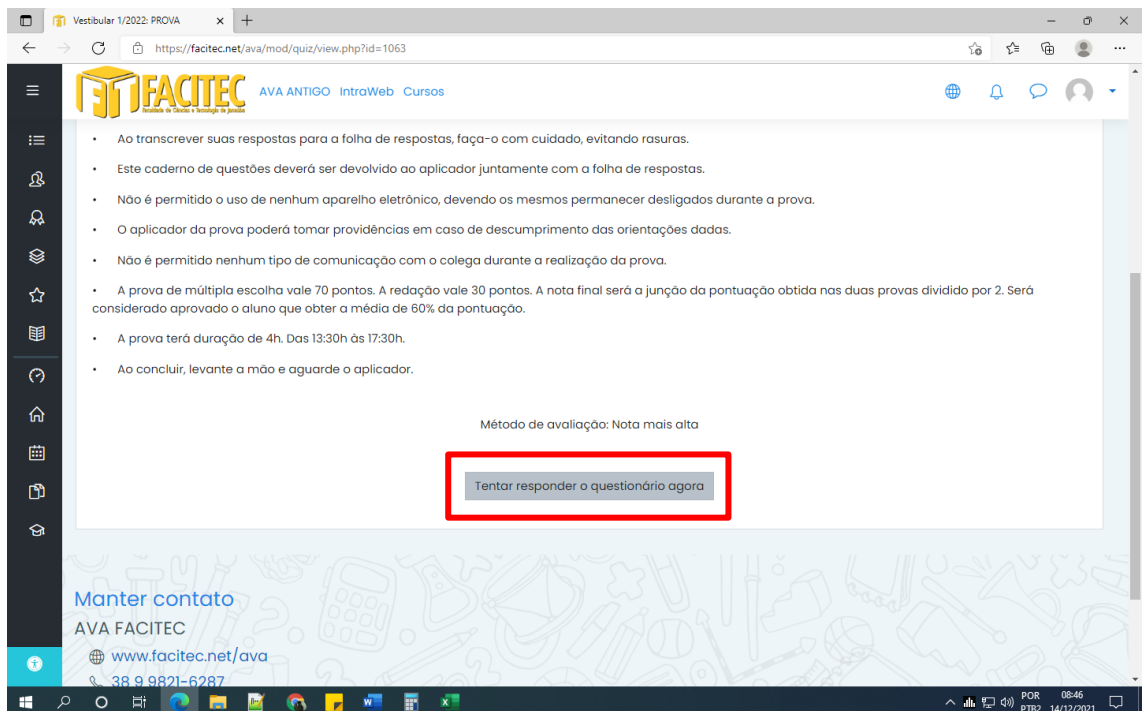 Vestibular 1/2022: PROVA
https://facitec.net/ava/mod/quiz/view.php?id=1063
FACITEC
Faculdade de Ciências e Tecnologia de Janaúba
AVA ANTIGO IntraWeb Cursos
• Ao transcrever suas respostas para a folha de respostas, faça-o com cuidado, evitando rasuras.
• Este caderno de questões deverá ser devolvido ao aplicador juntamente com a folha de respostas.
• Não é permitido o uso de nenhum aparelho eletrônico, devendo os mesmos permanecer desligados durante a prova.
• O aplicador da prova poderá tomar providências em caso de descumprimento das orientações dadas.
• Não é permitido nenhum tipo de comunicação com o colega durante a realização da prova.
• A prova de múltipla escolha vale 70 pontos. A redação vale 30 pontos. A nota final será a junção da pontuação obtida nas duas provas dividido por 2. Será
considerado aprovado o aluno que obter a média de 60% da pontuação.
• A prova terá duração de 4h. Das 13:30h às 17:30h.
• Ao concluir, levante a mão e aguarde o aplicador.
Método de avaliação: Nota mais alta
Tentar responder o questionário agora
Manter contato
AVA FACITEC
www.facitec.net/ava
38 9 9821-6287
POR 08:46
PTB2 14/12/2021